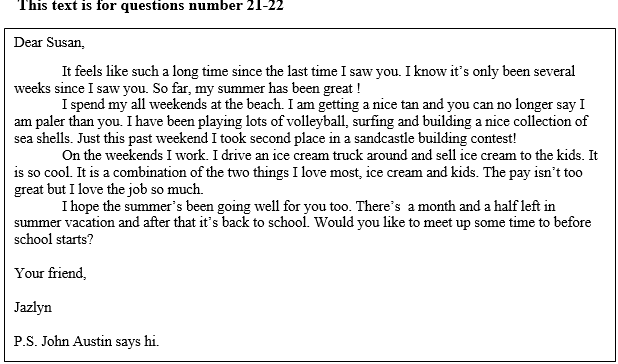 This text is for questions number 21-22
Dear Susan,
It feels like such a long time since the last time I saw you. I know it's only been several
weeks since I saw you. So far, my summer has been great !
I spend my all weekends at the beach. I am getting a nice tan and you can no longer say I
am paler than you. I have been playing lots of volleyball, surfing and building a nice collection of
sea shells. Just this past weekend I took second place in a sandcastle building contest!
On the weekends I work. I drive an ice cream truck around and sell ice cream to the kids. It
is so cool. It is a combination of the two things I love most, ice cream and kids. The pay isn't too
great but I love the job so much.
I hope the summer's been going well for you too. There's a month and a half left in
summer vacation and after that it's back to school. Would you like to meet up some time to before
school starts?
Your friend,
Jazlyn
P.S. John Austin says hi.